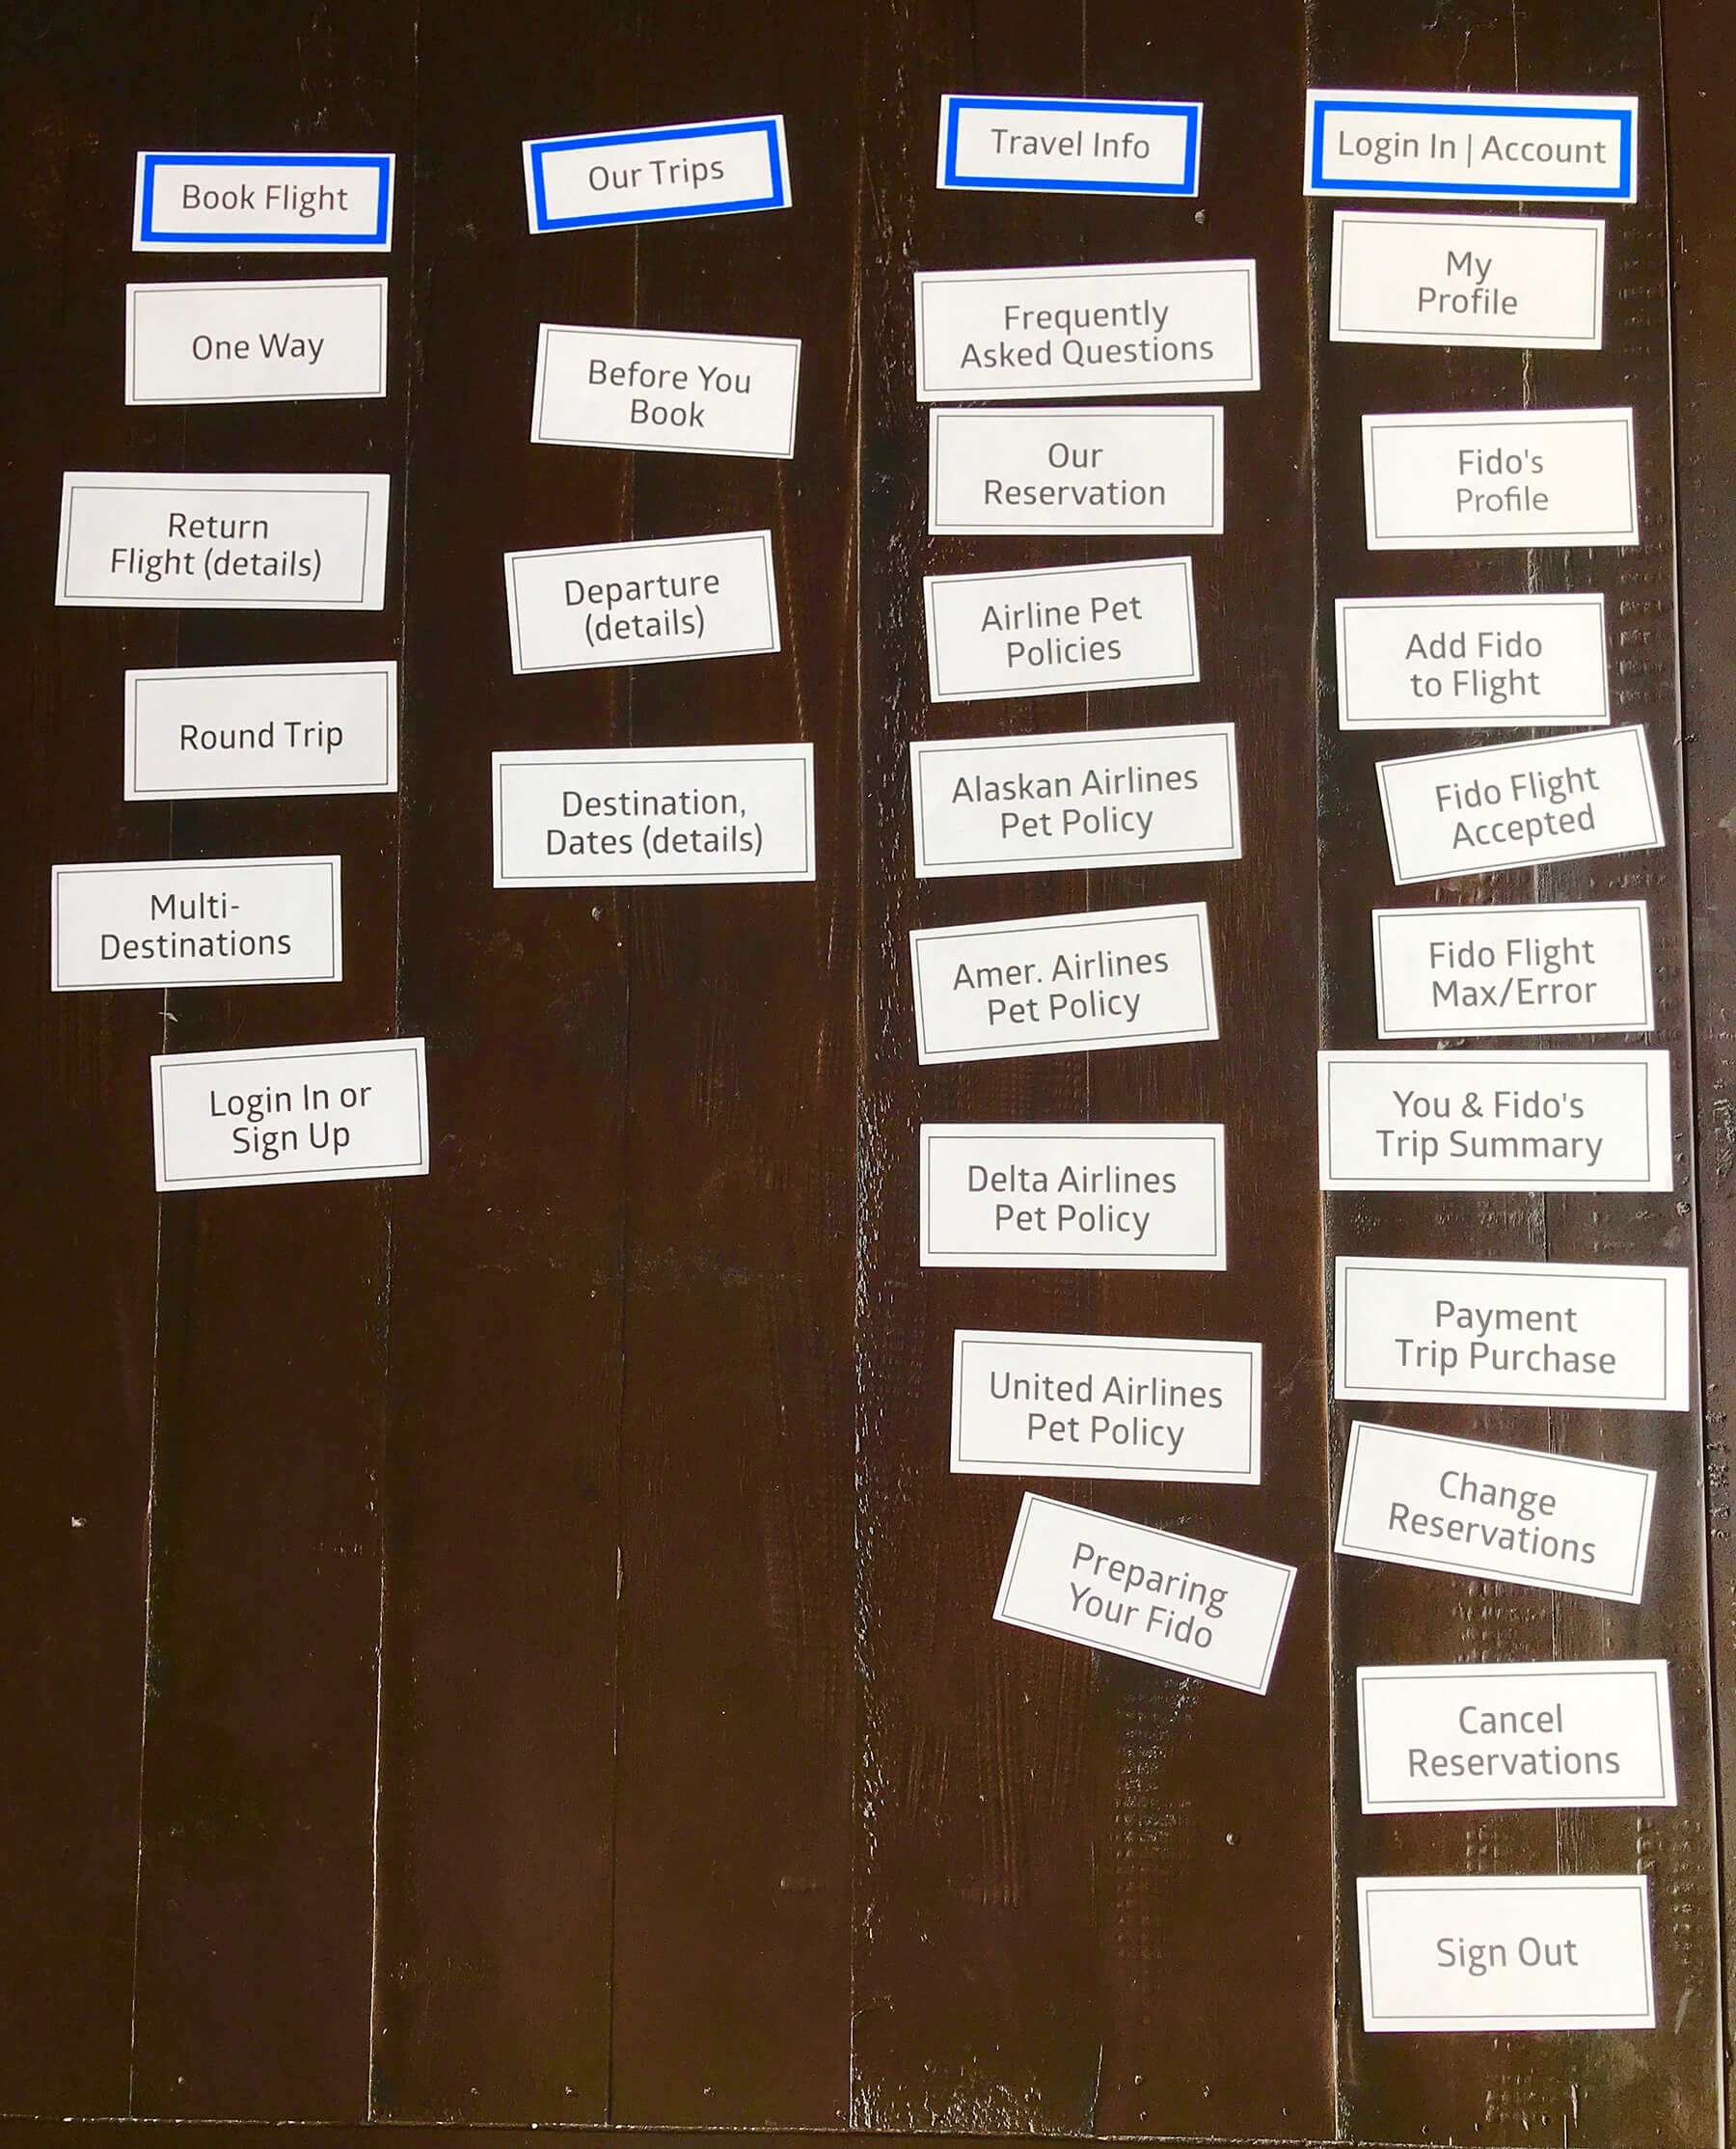 Book Flight
One Way
Return
Flight (details)
Round Trip
Multi-
Destinations
Login In or
Sign Up
Our Trips
Before You
Book
Departure
(details)
Destination,
Dates (details)
Travel Info
Frequently
Asked Questions
Our
Reservation
Airline Pet
Policies
Alaskan Airlines
Pet Policy
Amer. Airlines
Pet Policy
Delta Airlines
Pet Policy
United Airlines
Pet Policy
Preparing
Your Fido
Login In | Account
My
Profile
Fido's
Profile
Add Fido
to Flight
Fido Flight
Accepted
Fido Flight
Max/Error
You & Fido's
Trip Summary
Payment
Trip Purchase
Change
Reservations
Cancel
Reservations
Sign Out